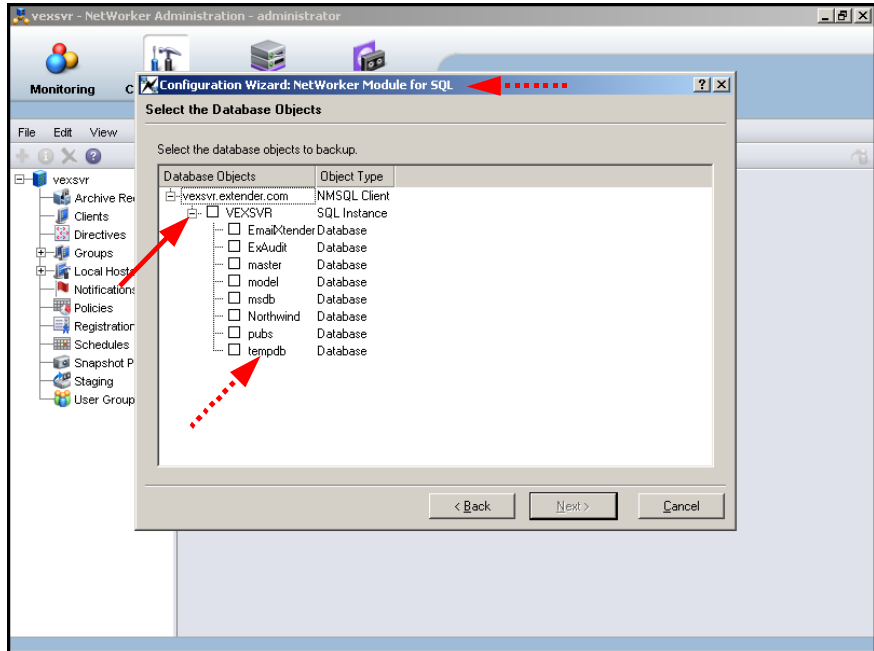 vexsvr - NetWorker Administration - administrator
Monitoring C
Configuration Wizard: NetWorker Module for SQL
Select the Database Objects
File Edit View
Select the database objects to backup.
Database Objects Object Type
vexsvr.extender.com NMSQL Client
VEXSVR SQL Instance
EmailXtender Database
ExAudit Database
master Database
model Database
msdb Database
Northwind Database
pubs Database
tempdb Database
vexsvr
Archive Re
Clients
Directives
Groups
Local Hosts
Notifications
Policies
Registration
Schedules
Snapshot P
Staging
User Group
< Back Next > Cancel